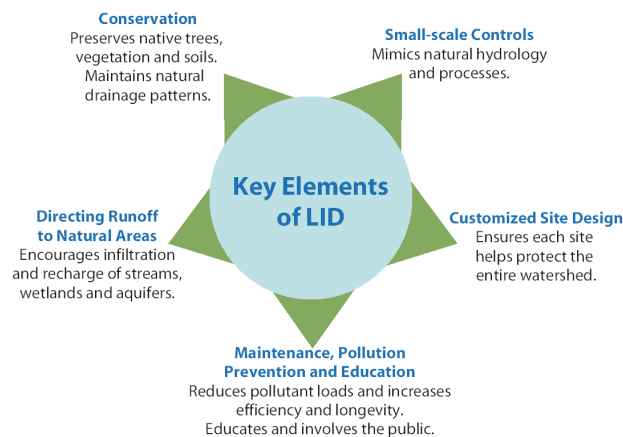 Conservation
Preserves native trees,
vegetation and soils.
Maintains natural
drainage patterns.
Small-scale Controls
Mimics natural hydrology
and processes.
Key Elements
of LID
Directing Runoff
to Natural Areas
Encourages infiltration
and recharge of streams,
wetlands and aquifers.
Customized Site Design
Ensures each site
helps protect the
entire watershed.
Maintenance, Pollution
Prevention and Education
Reduces pollutant loads and increases
efficiency and longevity.
Educates and involves the public.